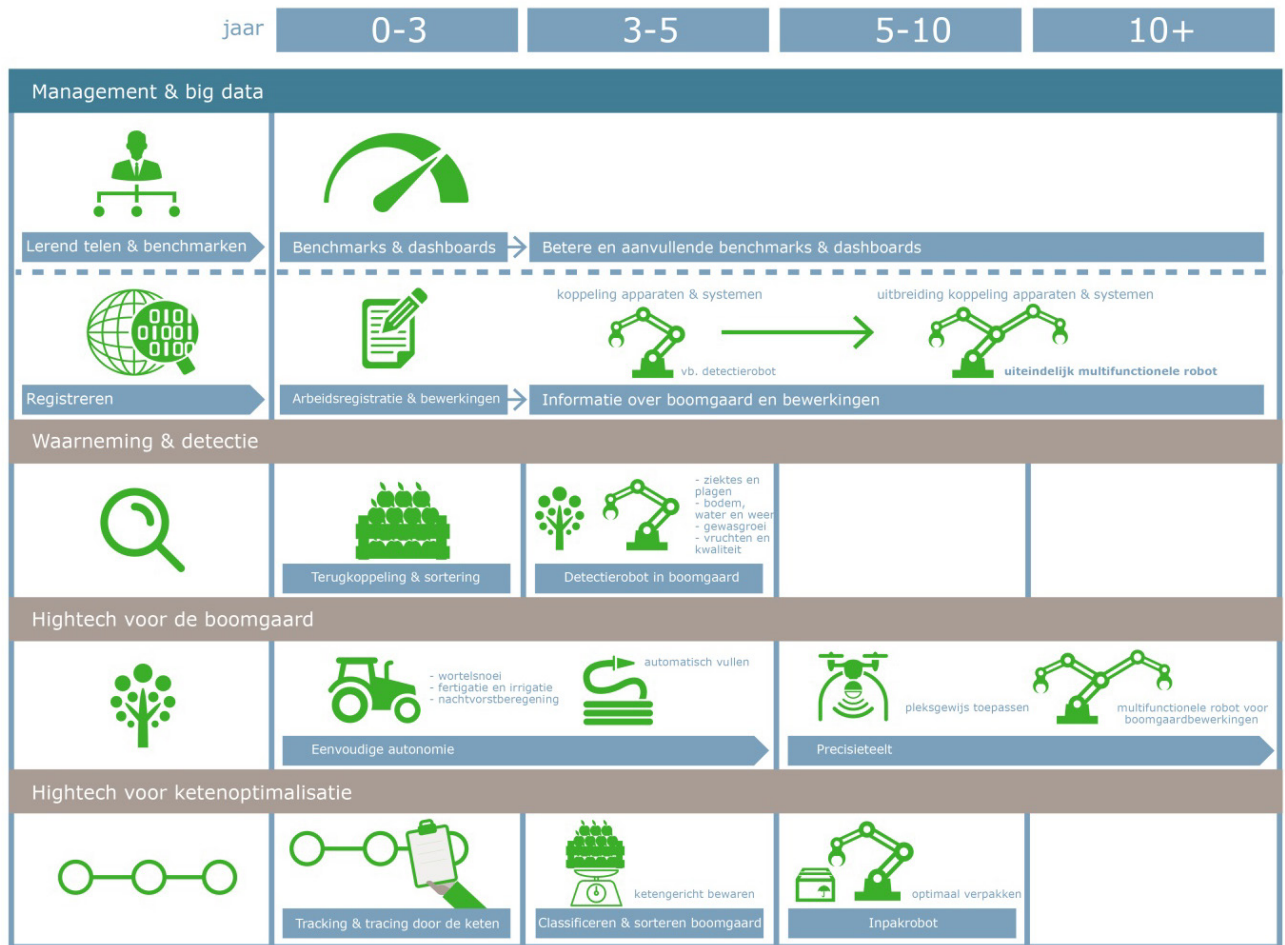 jaar
0-3
3-5
5-10
10+
Management & big data
Lerend telen & benchmarken
Benchmarks & dashboards
Betere en aanvullende benchmarks & dashboards
koppeling apparaten & systemen
uitbreiding koppeling apparaten & systemen
0101
01001
0100
vb. detectierobot
uiteindelijk multifunctionele robot
Registreren
Arbeidsregistratie & bewerkingen
Informatie over boomgaard en bewerkingen
Waarneming & detectie
- ziektes en
plagen
- bodem,
water en weer
- gewasgroei
- vruchten en
kwaliteit
Terugkoppeling & sortering
Detectierobot in boomgaard
Hightech voor de boomgaard
- wortelsnoei
- fertigatie en irrigatie
- nachtvorstberegening
automatisch vullen
pleksgewijs toepassen
multifunctionele robot voor
boomgaardbewerkingen
Eenvoudige autonomie
Precisieteelt
Hightech voor ketenoptimalisatie
ketengericht bewaren
optimaal verpakken
Tracking & tracing door de keten
Classificeren & sorteren boomgaard
Inpakrobot